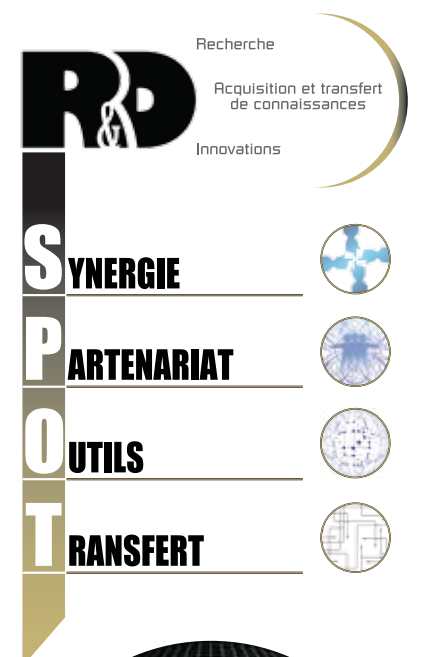 R&D
Recherche
Acquisition et transfert
de connaissances
Innovations
SYNERGIE
PARTENARIAT
OUTILS
TRANSFERT